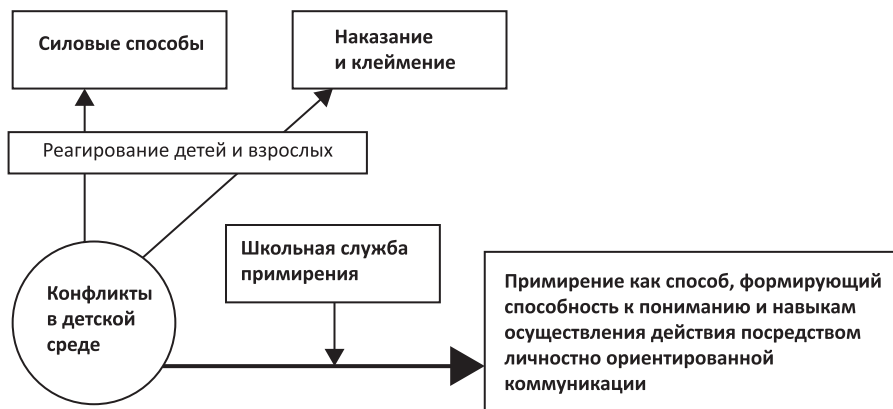 Силовые способы
Наказание
и клеймение
Реагирование детей и взрослых
Школьная служба
примирения
Конфликты
в детской
среде
Примирение как способ, формирующий
способность к пониманию и навыкам
осуществления действия посредством
личностно ориентированной
коммуникации